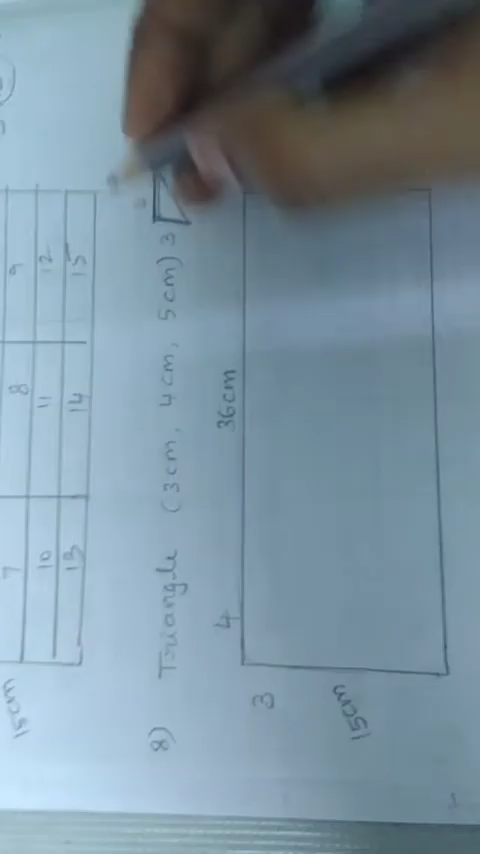 7 8 9
10 11 12
13 14 15
15cm
8) Triangle (3cm, 4cm, 5cm) 3
4 36cm
3
15cm